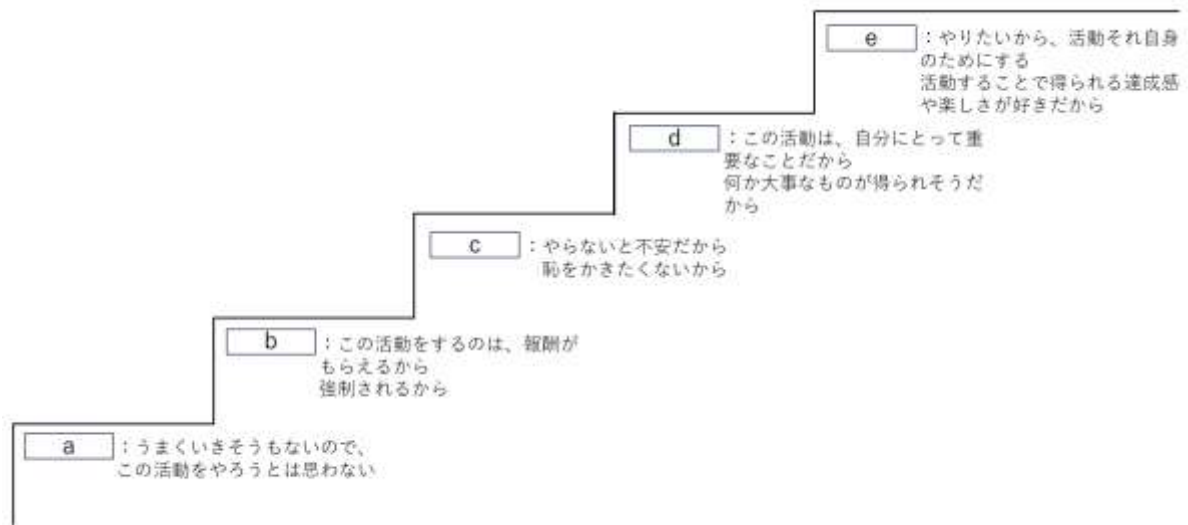 e ：やりたいから、活動それ自身
のためにする
活動することで得られる達成感
や楽しさが好きだから
d ：この活動は、自分にとって重
要なことだから
何か大事なものが得られそうだ
から
c ：やらないと不安だから
恥をかきたくないから
b ：この活動をするのは、報酬が
もらえるから
強制されるから
a ：うまくいきそうもないので、
この活動をやろうとは思わない